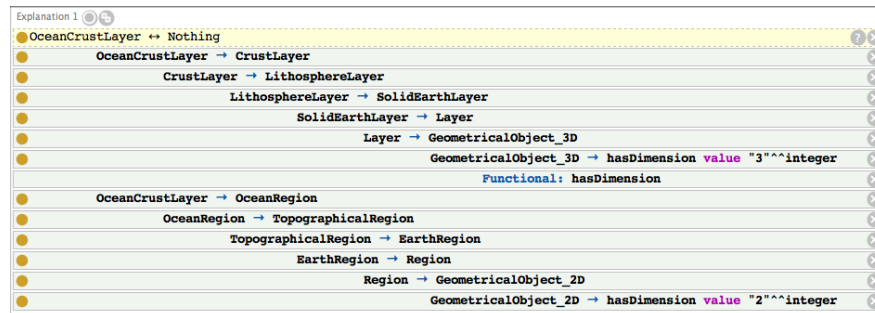 Explanation 1
OceanCrustLayer ↔ Nothing
OceanCrustLayer → CrustLayer
CrustLayer → LithosphereLayer
LithosphereLayer → SolidEarthLayer
SolidEarthLayer → Layer
Layer → GeometricalObject_3D
GeometricalObject_3D → hasDimension value "3"^^integer
Functional: hasDimension
OceanCrustLayer → OceanRegion
OceanRegion → TopographicalRegion
TopographicalRegion → EarthRegion
EarthRegion → Region
Region → GeometricalObject_2D
GeometricalObject_2D → hasDimension value "2"^^integer